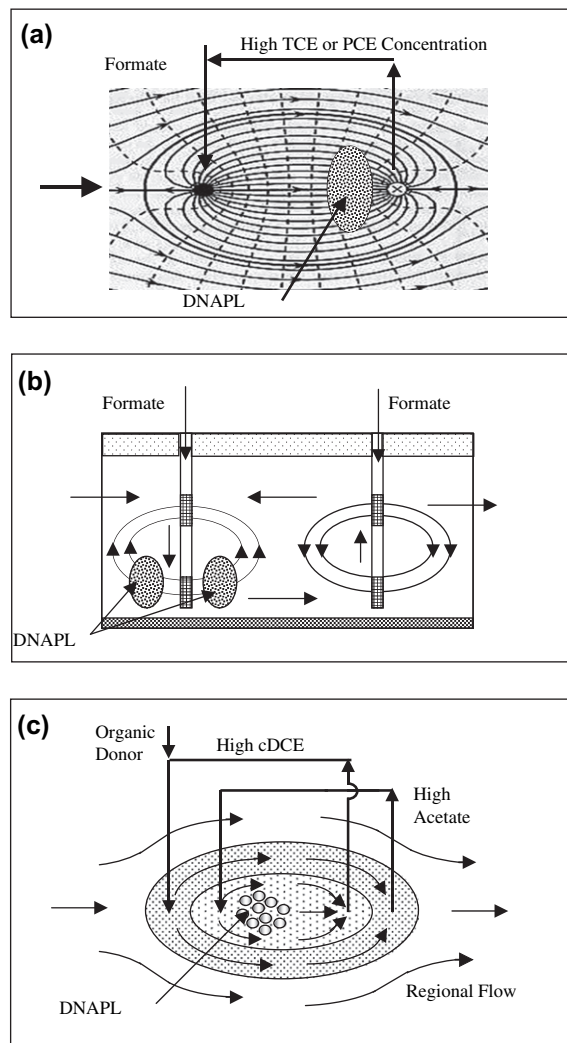 (a)
High TCE or PCE Concentration
Formate
DNAPL
(b)
Formate
Formate
DNAPL
(c)
Organic
Donor
High cDCE
High
Acetate
DNAPL
Regional Flow